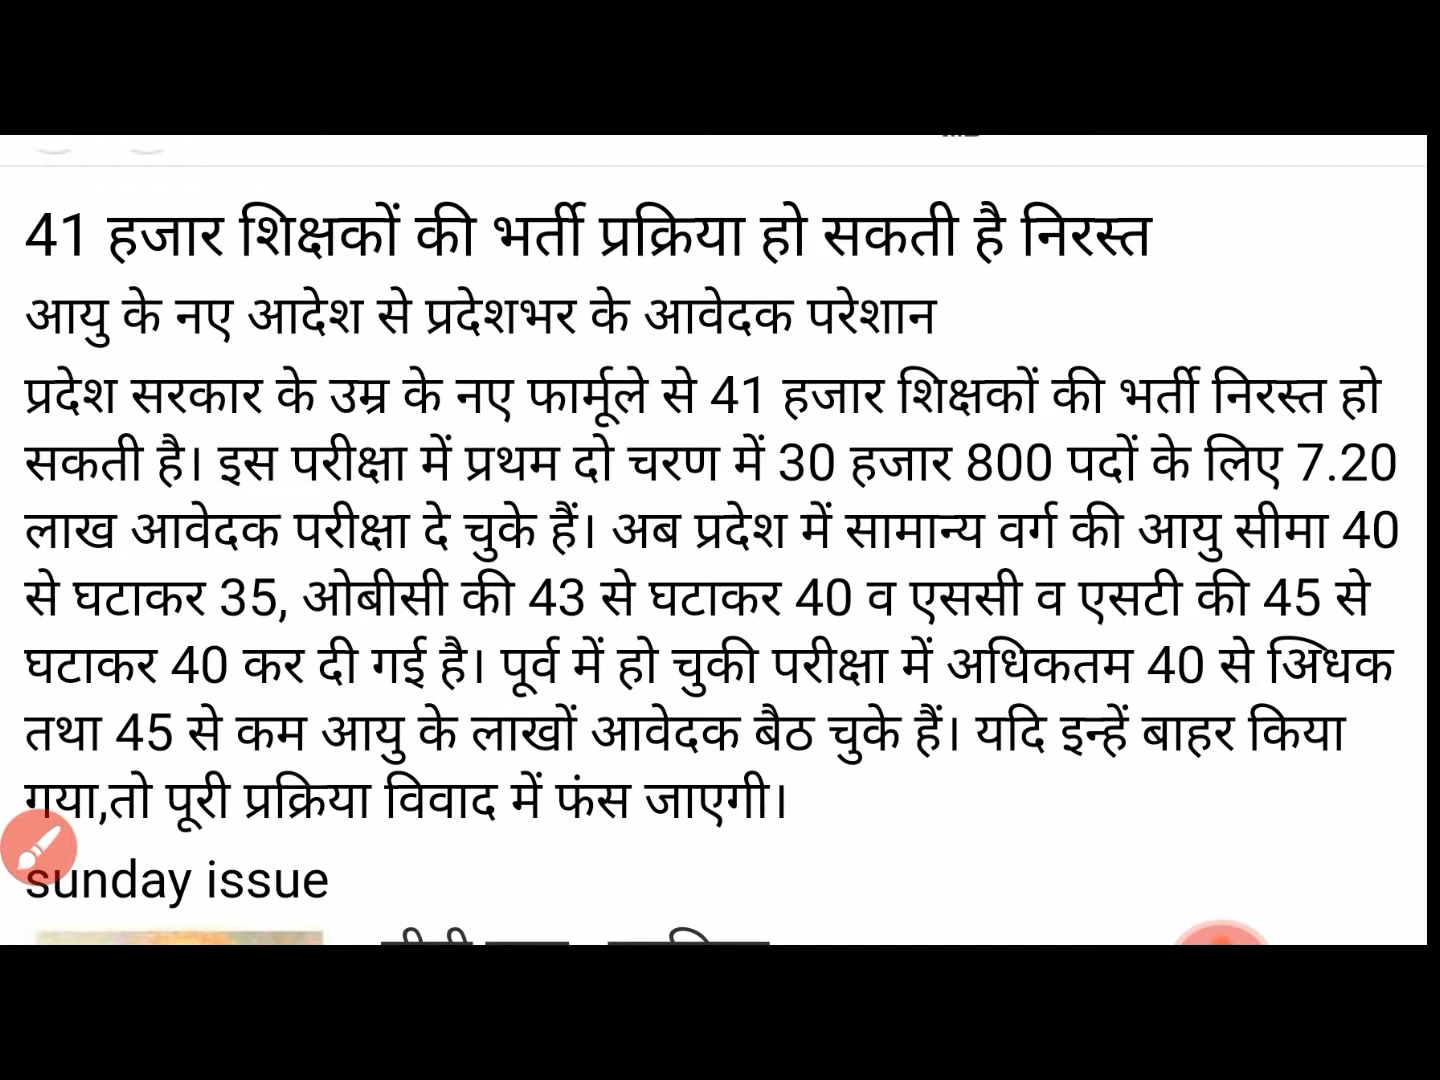 41 हजार शिक्षकों की भर्ती प्रक्रिया हो सकती है निरस्त
आयु के नए आदेश से प्रदेशभर के आवेदक परेशान
प्रदेश सरकार के उम्र के नए फार्मूले से 41 हजार शिक्षकों की भर्ती निरस्त हो
सकती है। इस परीक्षा में प्रथम दो चरण में 30 हजार 800 पदों के लिए 7.20
लाख आवेदक परीक्षा दे चुके हैं। अब प्रदेश में सामान्य वर्ग की आयु सीमा 40
से घटाकर 35, ओबीसी की 43 से घटाकर 40 व एससी व एसटी की 45 से
घटाकर 40 कर दी गई है। पूर्व में हो चुकी परीक्षा में अधिकतम 40 से अिधक
तथा 45 से कम आयु के लाखों आवेदक बैठ चुके हैं। यदि इन्हें बाहर किया
गया,तो पूरी प्रक्रिया विवाद में फंस जाएगी।
sunday issue